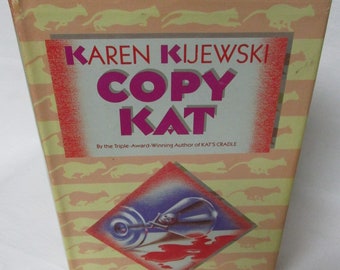 KAREN KIJEWSKI
COPY
KAT
By the Triple-Award-Winning Author of KAT'S CRADLE